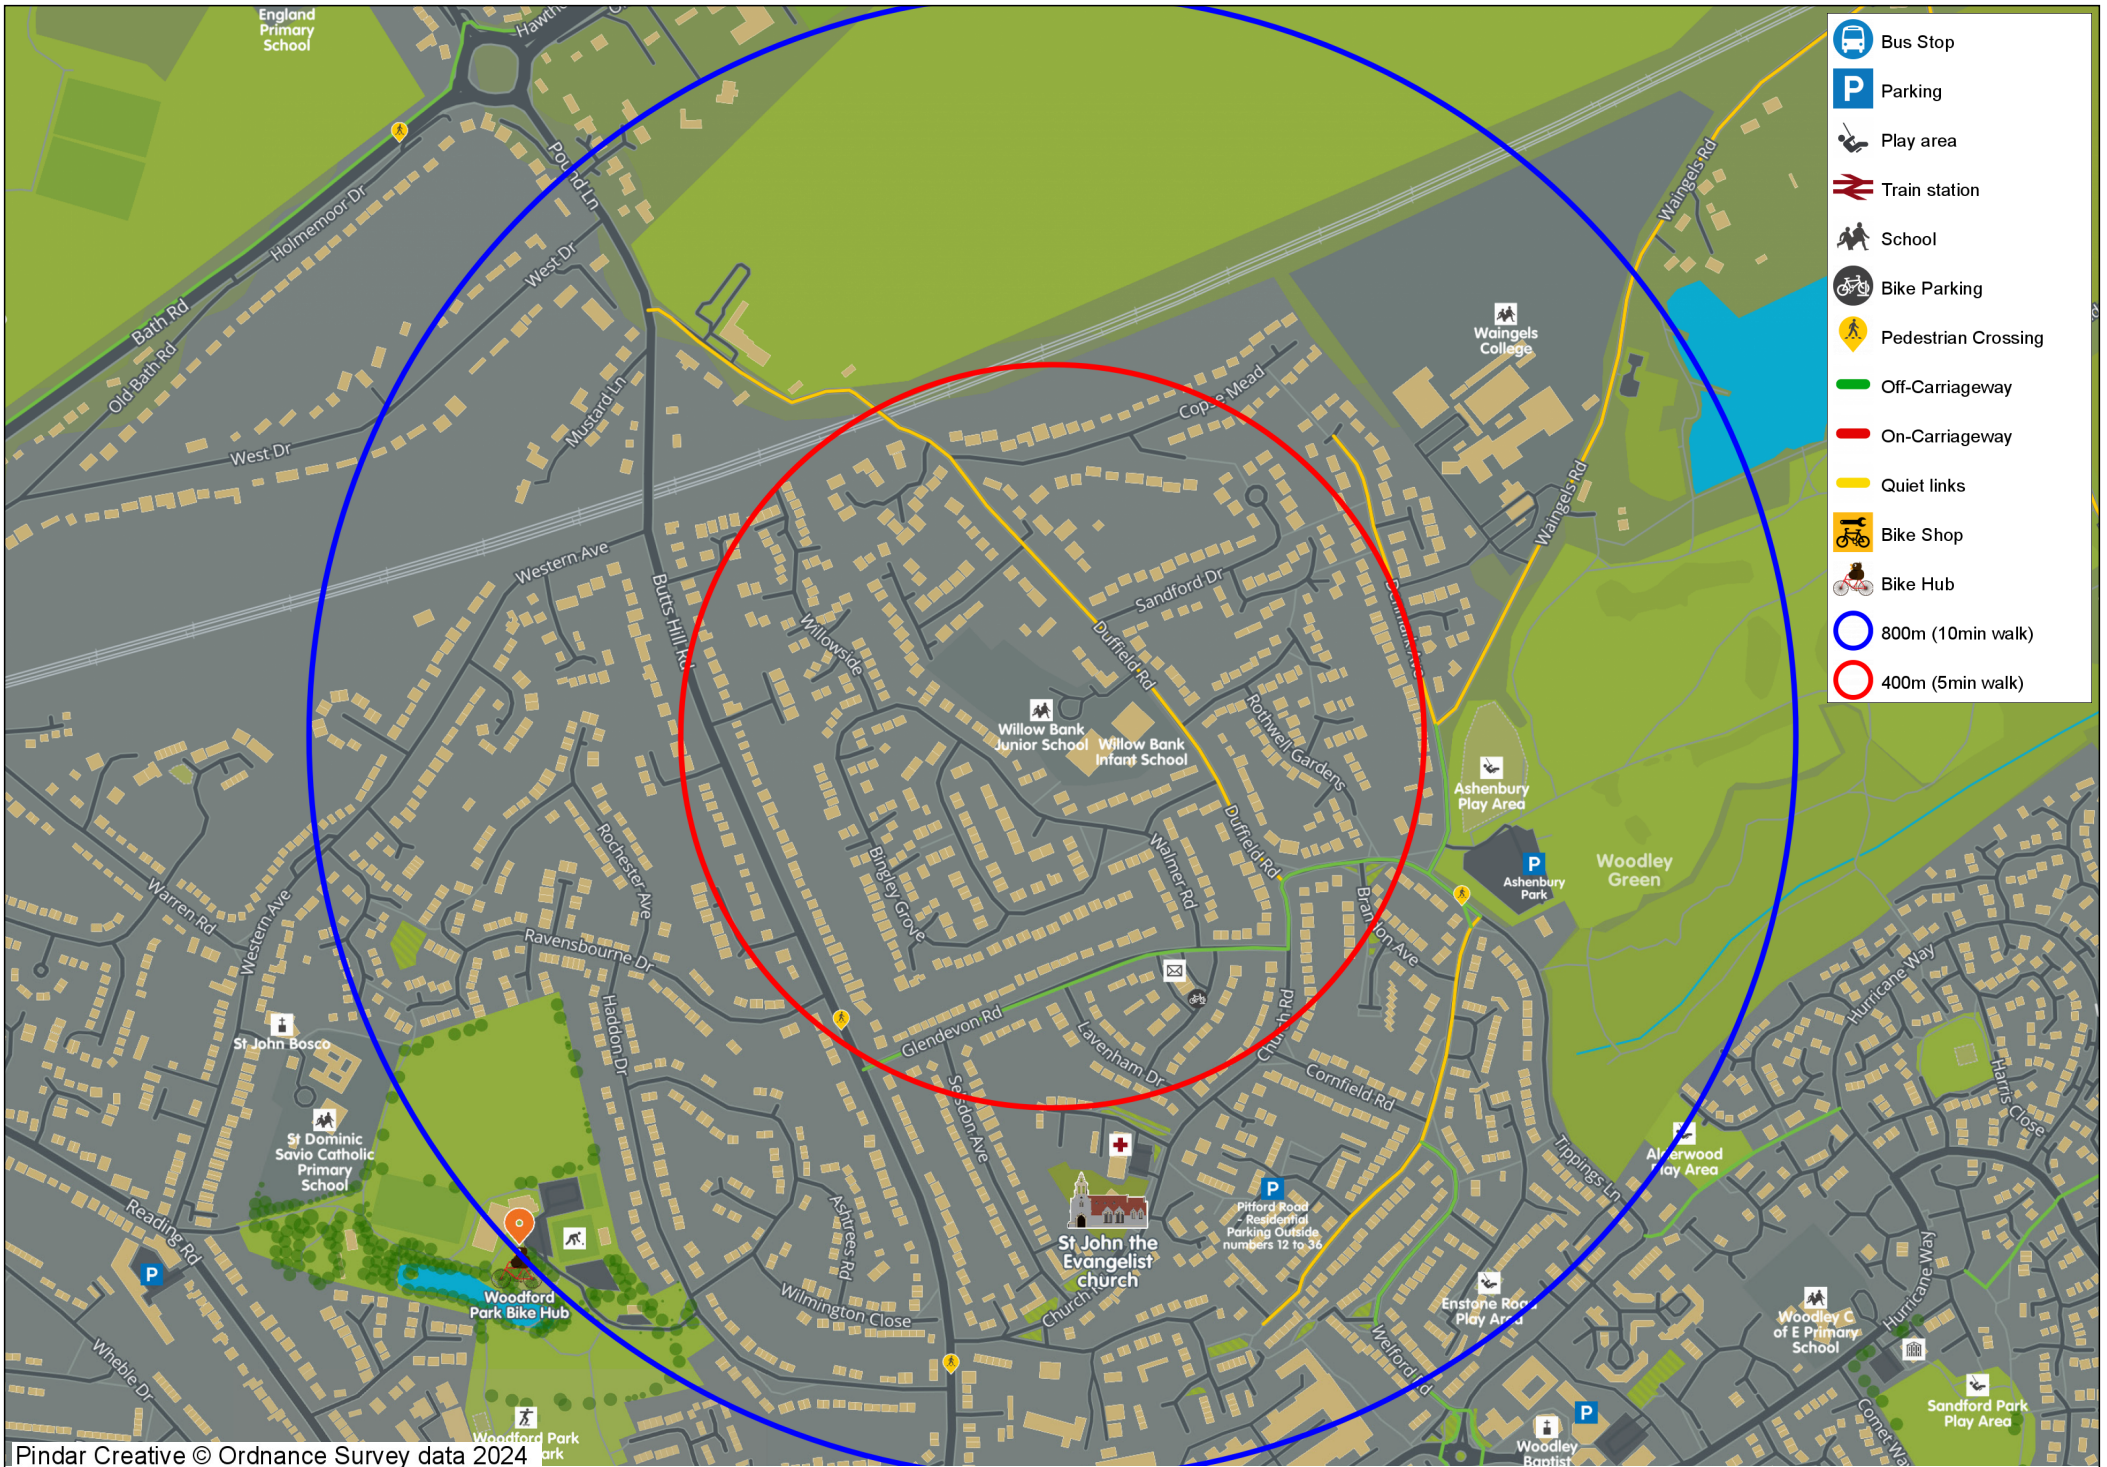 England
Primary
School
Hawtho
Pound Ln
Holmemoor Dr
Bath Rd
Old Bath Rd
West Dr
West Dr
Mustard Ln
Waingels Rd
Waingels
College
Copse Mead
Waingels Rd
Western Ave
Butts Hill Rd
Sandford Dr
Willowside
Duffield Rd
Willow Bank
Junior School
Willow Bank
Infant School
Rothwell Gardens
Ashenbury
Play Area
Duffield Rd
Walmer Rd
Bingley Grove
Rochester Ave
Ashenbury
Park
Woodley
Green
Warren Rd
Western Ave
Ravensbourne Dr
Brandon Ave
Hurricane Way
Haddon Dr
Glendevon Rd
Lavenham Dr
Church Rd
Cornfield Rd
Selsdon Ave
Harris Close
St John Bosco
St Dominic
Savio Catholic
Primary
School
Reading Rd
Tippings Ln
Alderwood
Play Area
Ashtrees Rd
Pitford Road
- Residential
Parking Outside
numbers 12 to 36
St John the
Evangelist
church
Church R
Wilmington Close
Woodford
Park Bike Hub
Enstone Road
Play Area
Hurricane Way
Woodley C
of E Primary
School
Welford Rd
Wheble Dr
Sandford Park
Play Area
Comet Wa
Woodley
Baptist
Woodford Park
ark
Pindar Creative © Ordnance Survey data 2024
Bus Stop
P Parking
Play area
Train station
School
Bike Parking
Pedestrian Crossing
Off-Carriageway
On-Carriageway
Quiet links
Bike Shop
Bike Hub
800m (10min walk)
400m (5min walk)
P
P
P
P